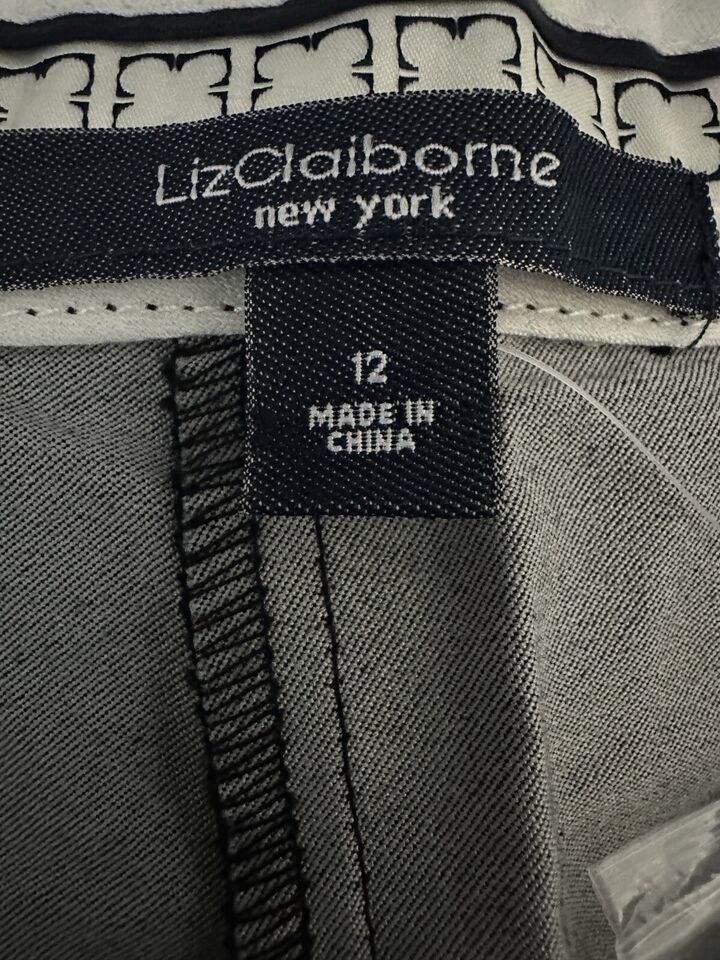 LizClaiborne
new york
12
MADE IN
CHINA